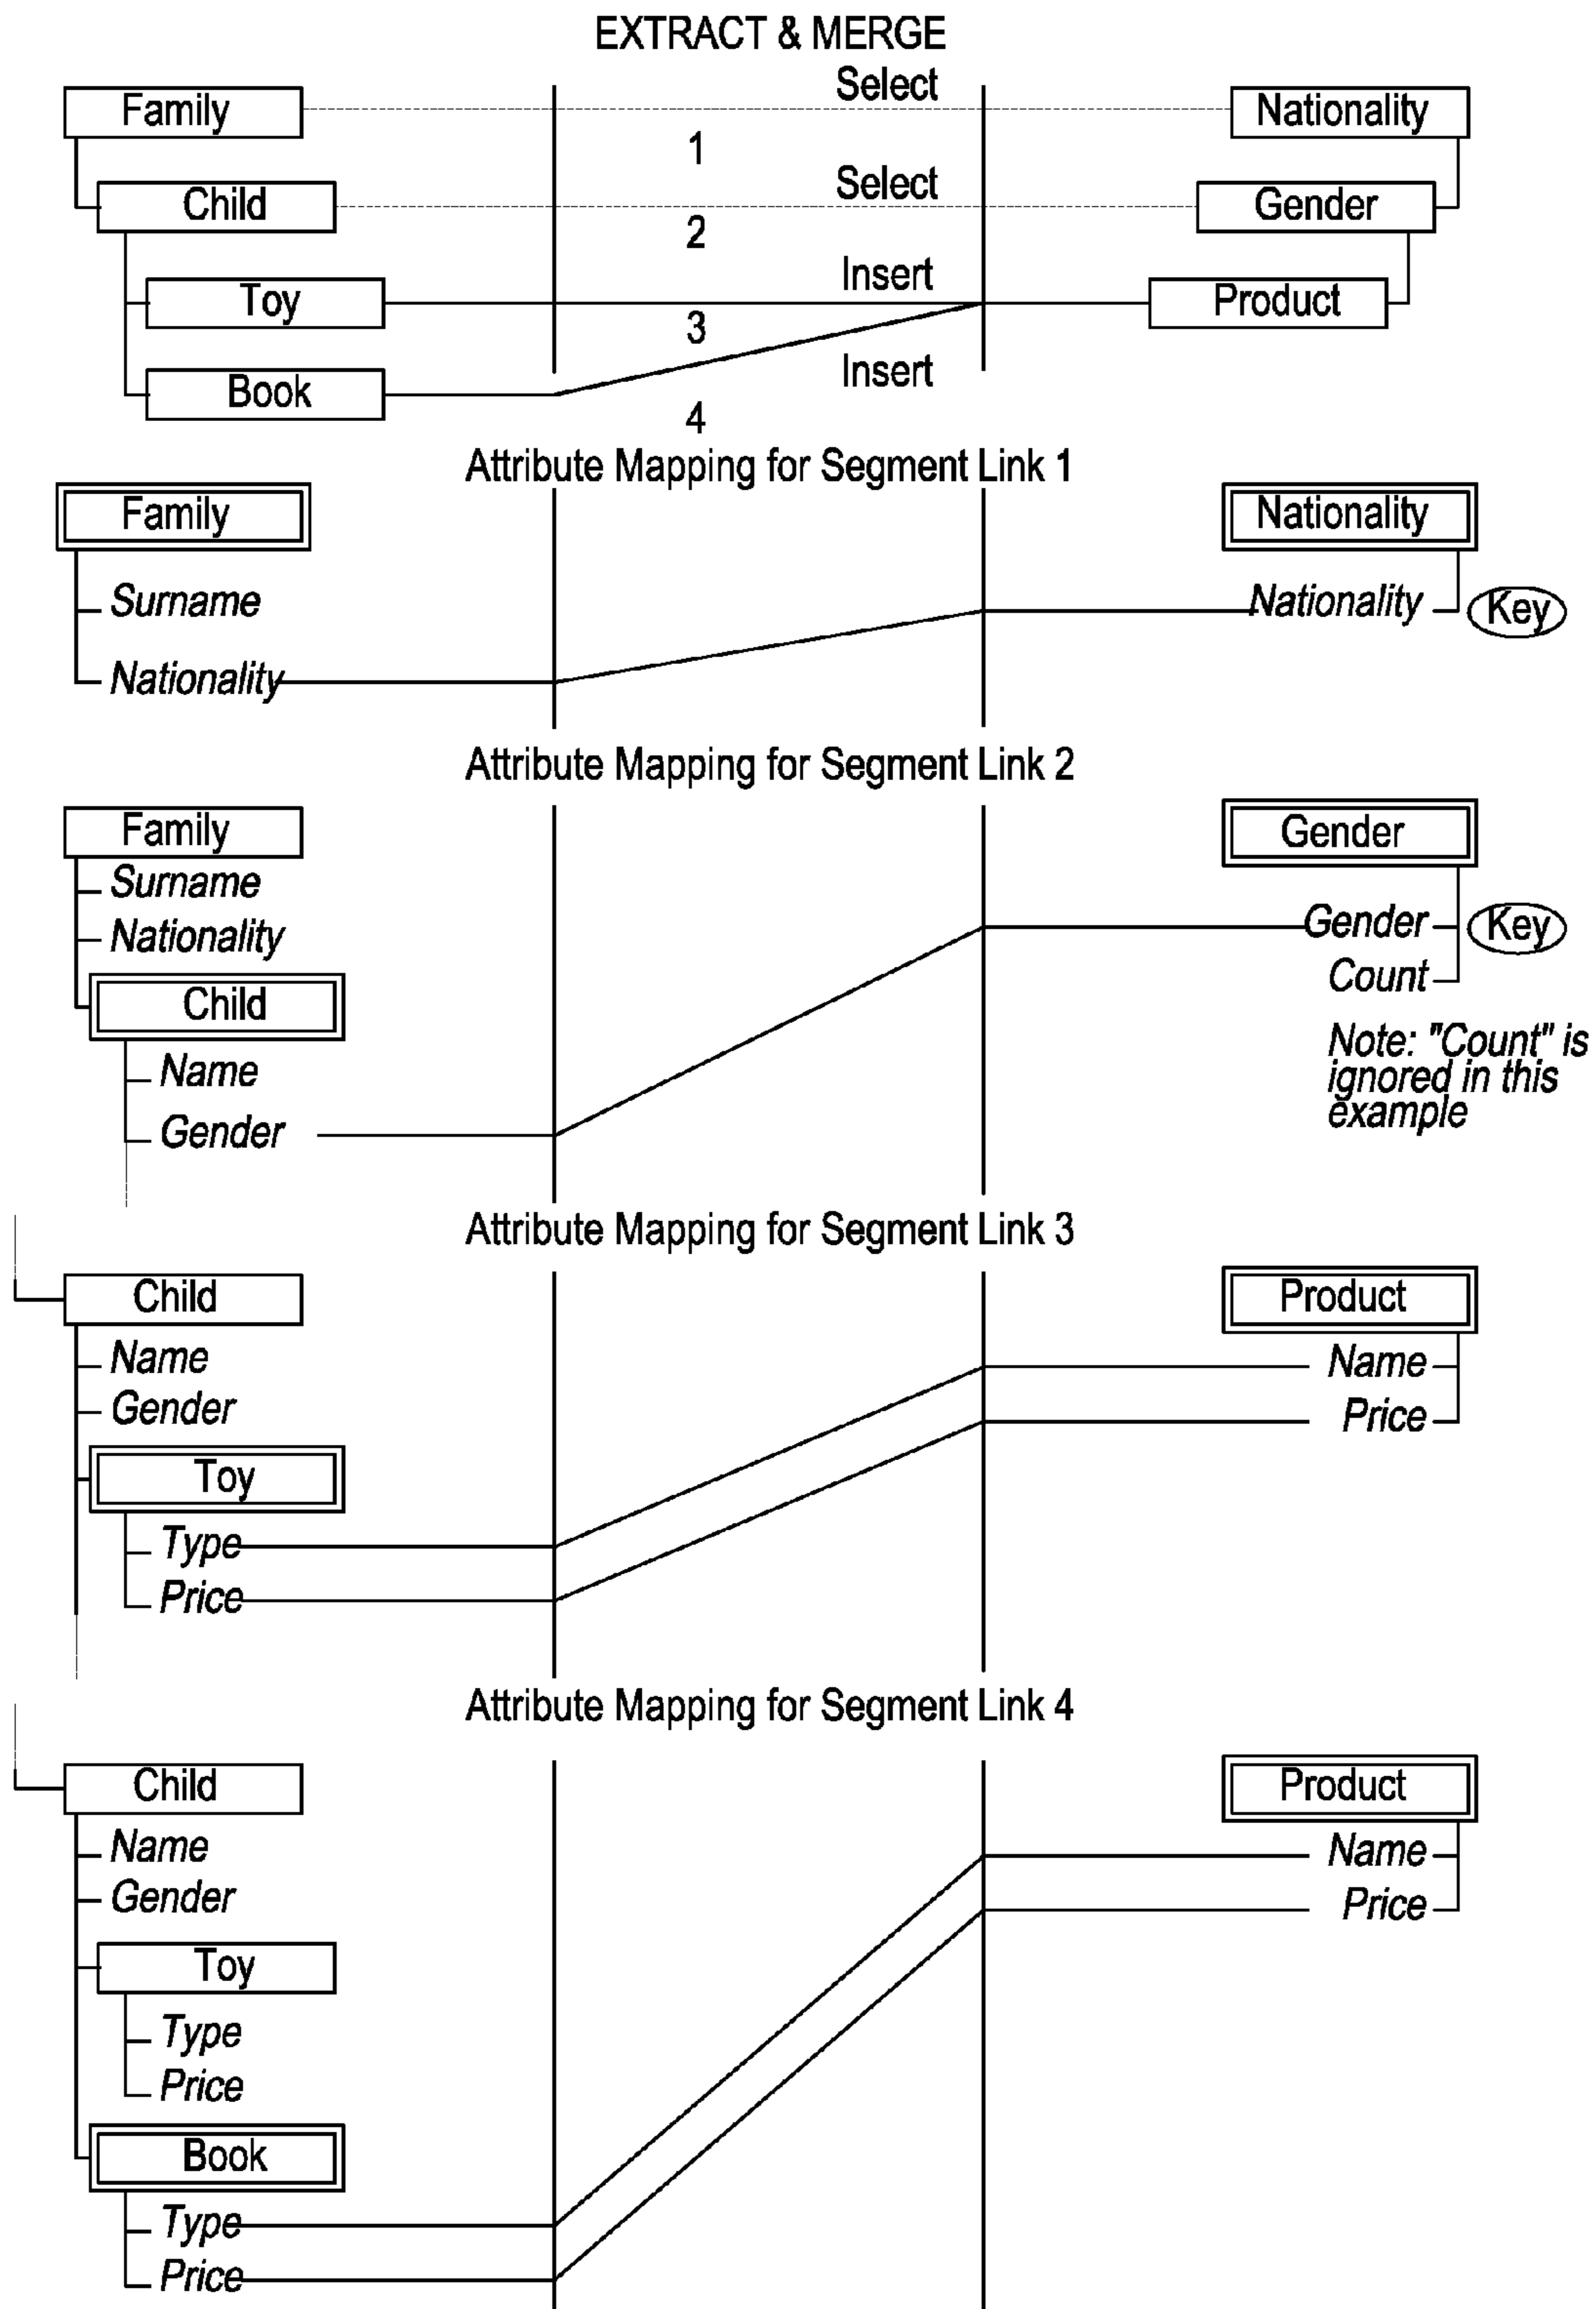 EXTRACT & MERGE
Select
Family
Nationality
1
Select
Child
Gender
2
Insert
Toy
Product
3
Insert
Book
4
Attribute Mapping for Segment Link 1
Family
Nationality
Surname
Nationality
Key
Nationality
Attribute Mapping for Segment Link 2
Family
Gender
Surname
Gender
Key
Nationality
Count
Child
Note: "Count" is
ignored in this
example
Name
Gender
Attribute Mapping for Segment Link 3
Child
Product
Name
Name
Gender
Price
Toy
Type
Price
Attribute Mapping for Segment Link 4
Child
Product
Name
Name
Gender
Price
Toy
Type
Price
Book
Type
Price